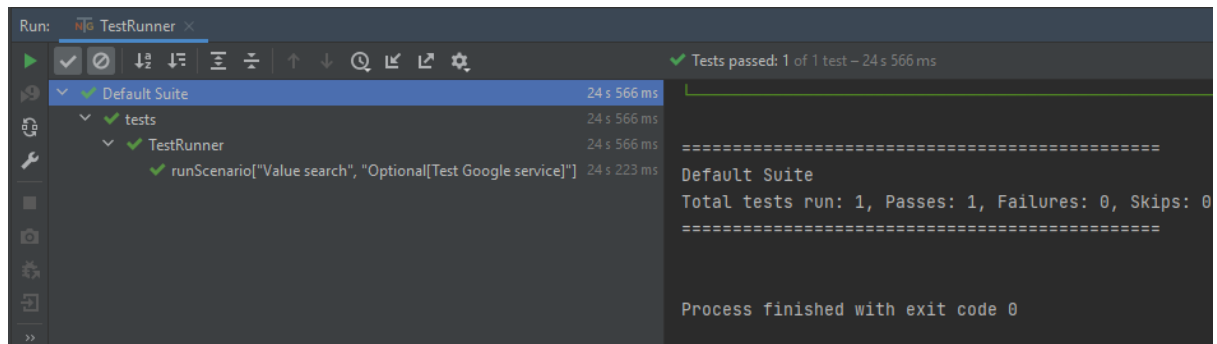 Run: TestRunner
Tests passed: 1 of 1 test – 24 s 566 ms
Default Suite 24 s 566 ms
tests 24 s 566 ms
TestRunner 24 s 566 ms
runScenario["Value search", "Optional[Test Google service]"] 24 s 223 ms
===============================================
Default Suite
Total tests run: 1, Passes: 1, Failures: 0, Skips: 0
===============================================
Process finished with exit code 0